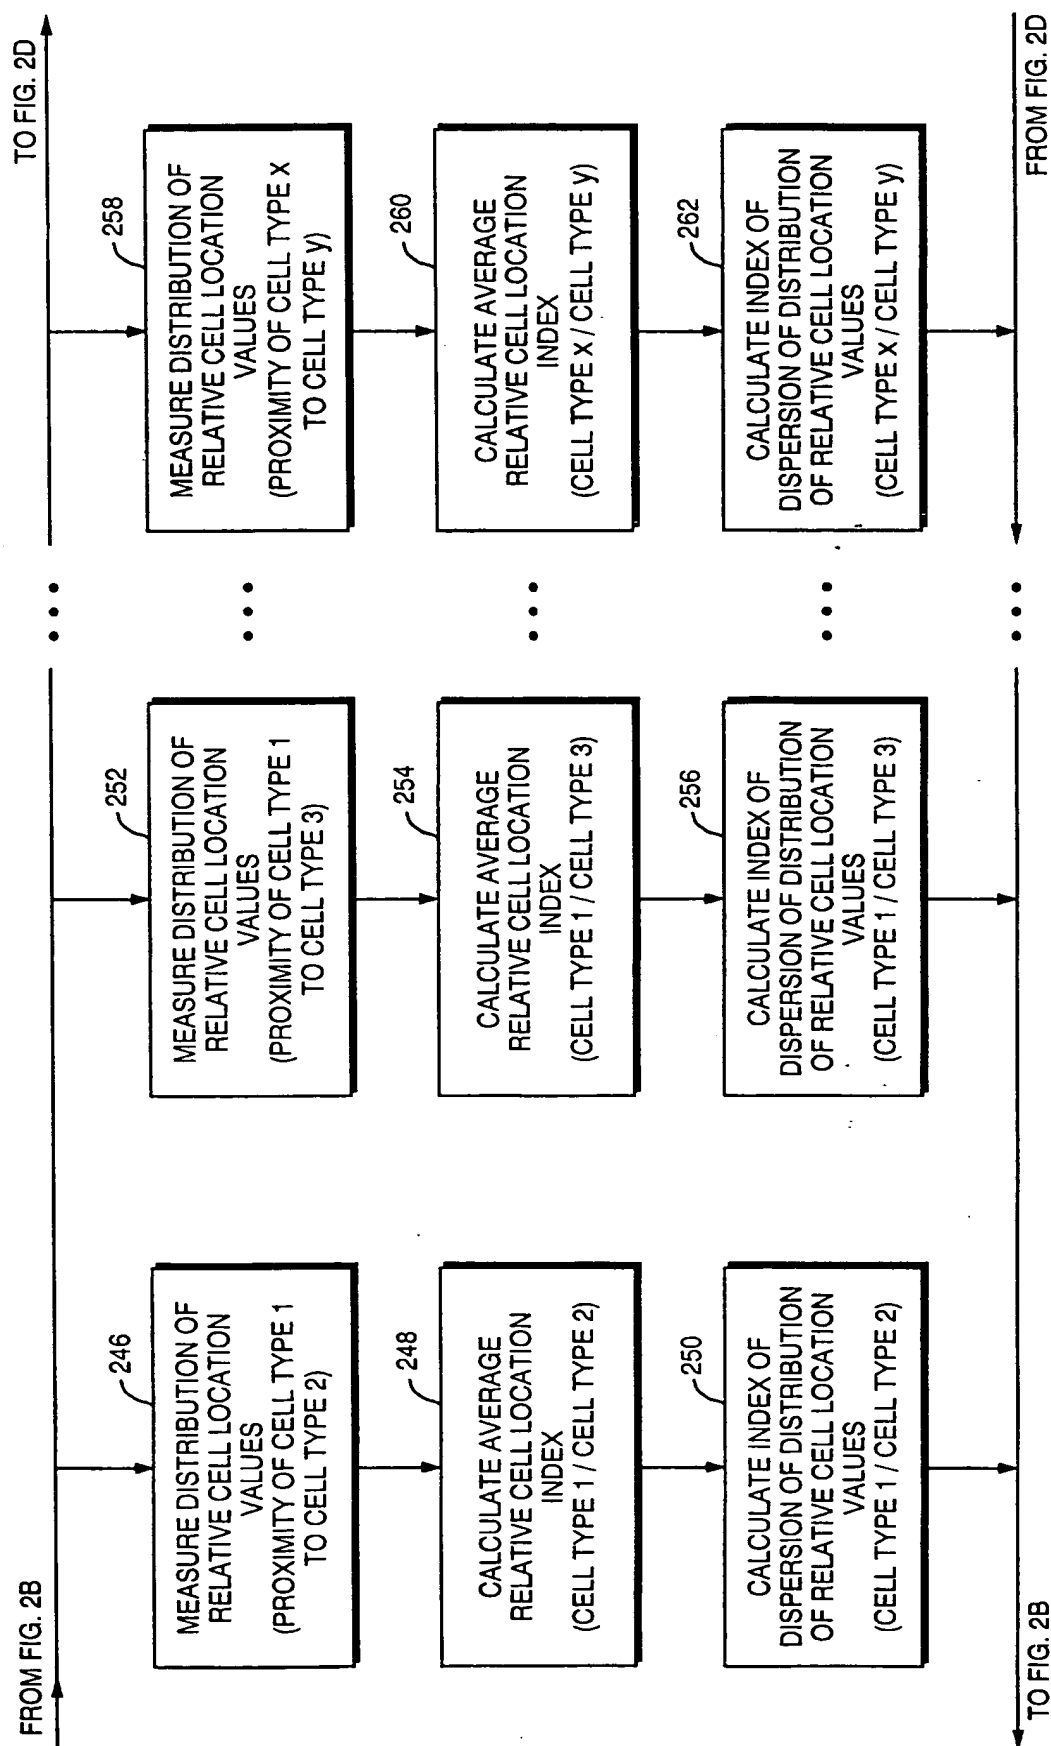 FROM FIG. 2B
TO FIG. 2D
246
MEASURE DISTRIBUTION OF
RELATIVE CELL LOCATION
VALUES
(PROXIMITY OF CELL TYPE 1
TO CELL TYPE 2)
248
CALCULATE AVERAGE
RELATIVE CELL LOCATION
INDEX
(CELL TYPE 1 / CELL TYPE 2)
250
CALCULATE INDEX OF
DISPERSION OF DISTRIBUTION
OF RELATIVE CELL LOCATION
VALUES
(CELL TYPE 1 / CELL TYPE 2)
252
MEASURE DISTRIBUTION OF
RELATIVE CELL LOCATION
VALUES
(PROXIMITY OF CELL TYPE 1
TO CELL TYPE 3)
254
CALCULATE AVERAGE
RELATIVE CELL LOCATION
INDEX
(CELL TYPE 1 / CELL TYPE 3)
256
CALCULATE INDEX OF
DISPERSION OF DISTRIBUTION
OF RELATIVE CELL LOCATION
VALUES
(CELL TYPE 1 / CELL TYPE 3)
258
MEASURE DISTRIBUTION OF
RELATIVE CELL LOCATION
VALUES
(PROXIMITY OF CELL TYPE x
TO CELL TYPE y)
260
CALCULATE AVERAGE
RELATIVE CELL LOCATION
INDEX
(CELL TYPE x / CELL TYPE y)
262
CALCULATE INDEX OF
DISPERSION OF DISTRIBUTION
OF RELATIVE CELL LOCATION
VALUES
(CELL TYPE x / CELL TYPE y)
TO FIG. 2B
FROM FIG. 2D